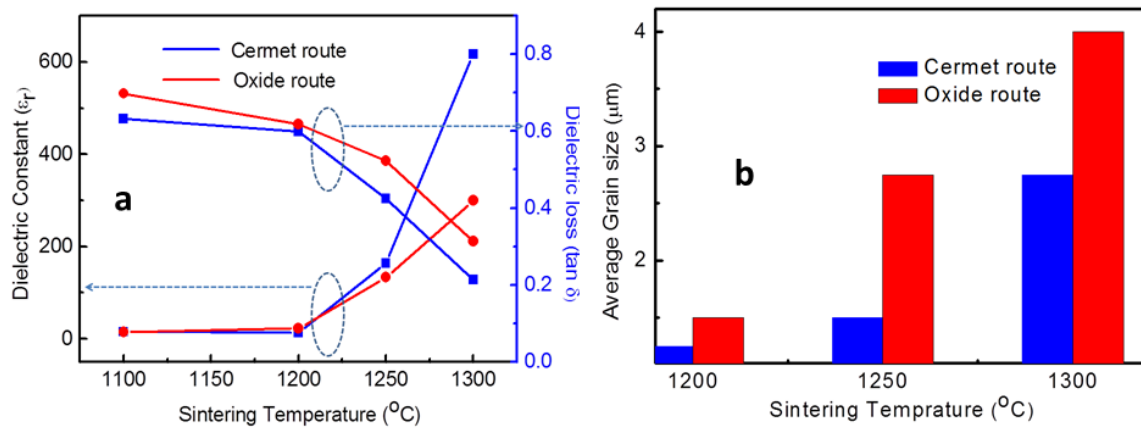 Cermet route
Oxide route
a
600
400
200
0
Dielectric Constant (εr)
0.8
0.6
0.4
0.2
0.0
Dielectric loss (tan δ)
1100 1150 1200 1250 1300
Sintering Temperature (°C)
Cermet route
Oxide route
b
4
3
2
Average Grain size (μm)
1200 1250 1300
Sintering Temprature (°C)